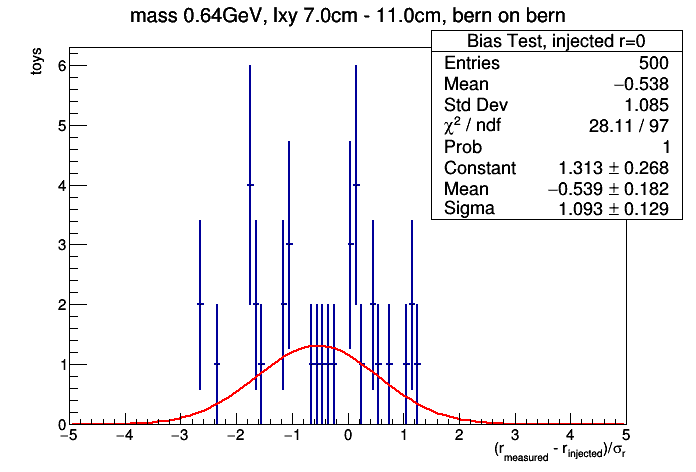 mass 0.64GeV, lxy 7.0cm - 11.0cm, bern on bern
Bias Test, injected r=0
Entries 500
Mean −0.538
Std Dev 1.085
χ² / ndf 28.11 / 97
Prob 1
Constant 1.313 ± 0.268
Mean −0.539 ± 0.182
Sigma 1.093 ± 0.129
toys
6
5
4
3
2
1
0
−5 −4 −3 −2 −1 0 1 2 3 4 5
(r_measured - r_injected)/σ_r